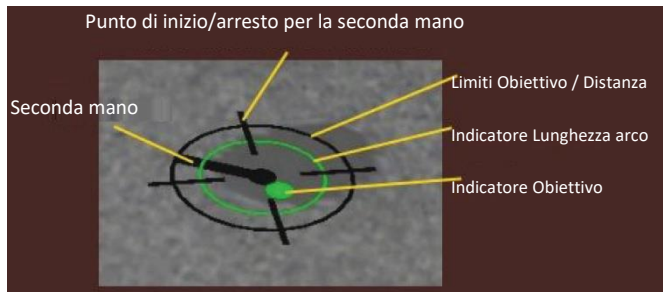 Punto di inizio/arresto per la seconda mano
Limiti Obiettivo / Distanza
Seconda mano
Indicatore Lunghezza arco
Indicatore Obiettivo